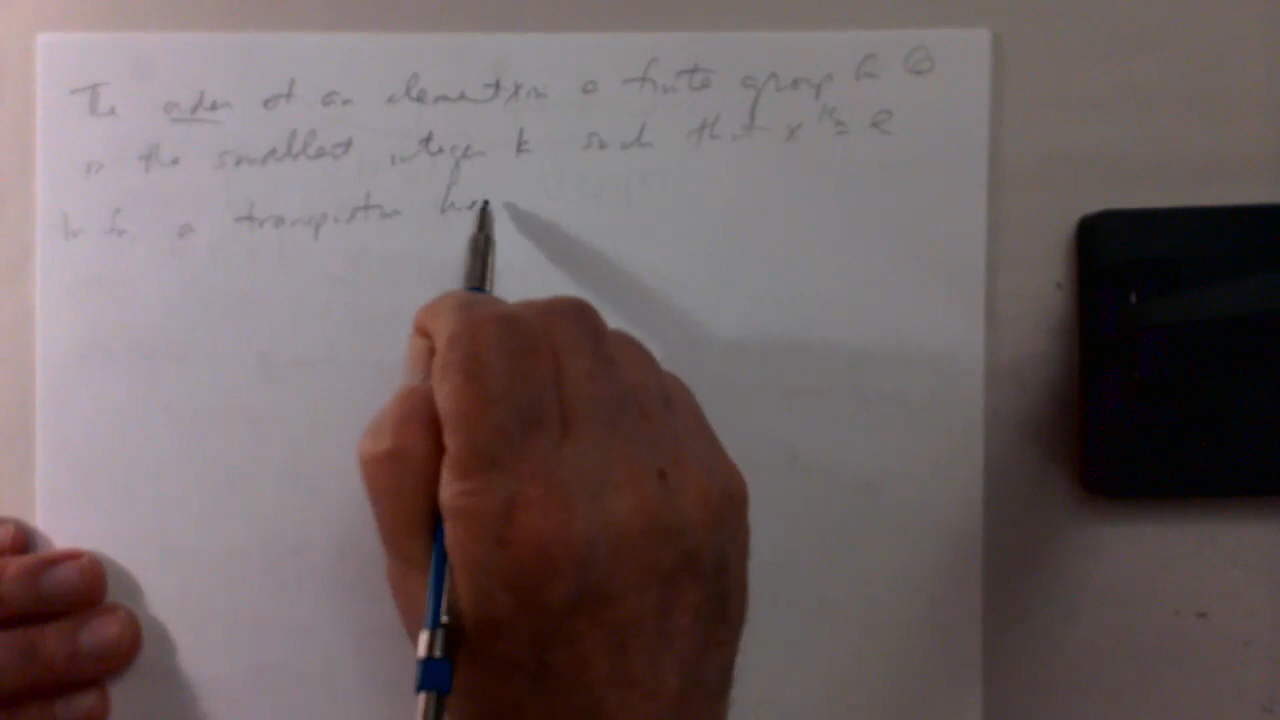 The order of an element x in a finite group G
is the smallest integer k such that x^k = e
a transposition has